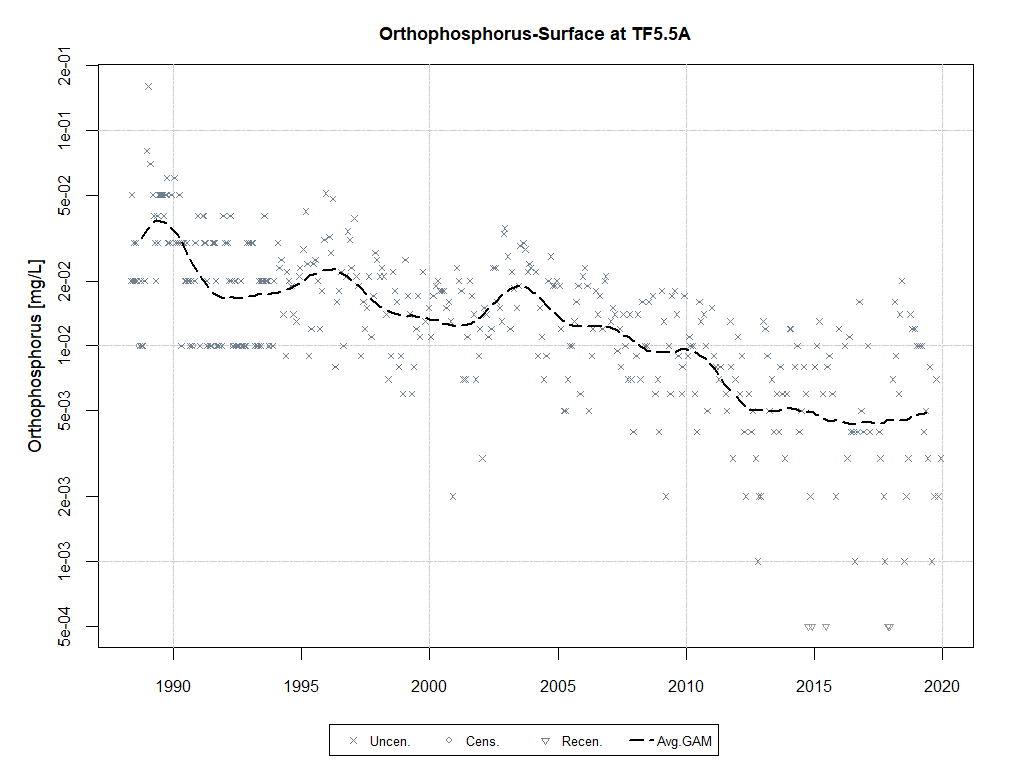 Orthophosphorus-Surface at TF5.5A
Orthophosphorus [mg/L]
2e-01
1e-01
5e-02
2e-02
1e-02
5e-03
2e-03
1e-03
5e-04
1990 1995 2000 2005 2010 2015 2020
Uncen. Cens. Recen. Avg.GAM